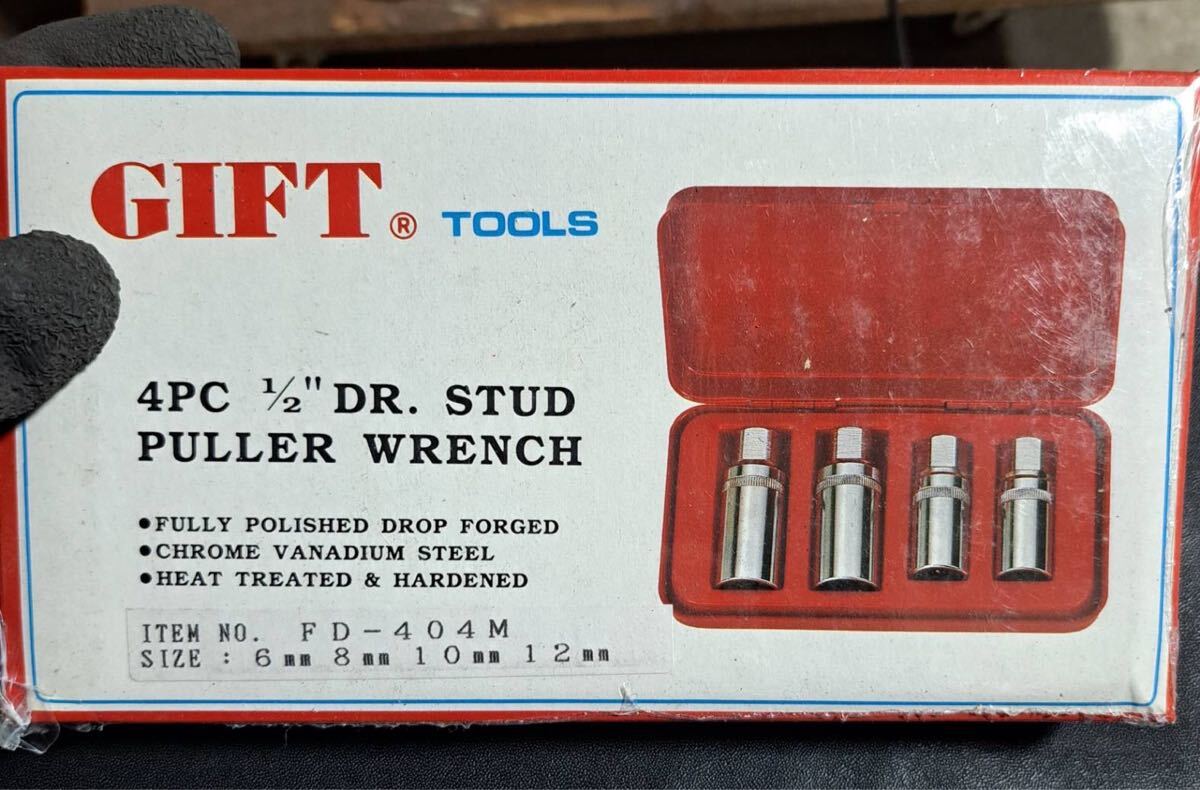 GIFT® TOOLS
4PC ½" DR. STUD
PULLER WRENCH
•FULLY POLISHED DROP FORGED
•CHROME VANADIUM STEEL
•HEAT TREATED & HARDENED
ITEM NO. FD-404M
SIZE : 6mm 8mm 10mm 12mm